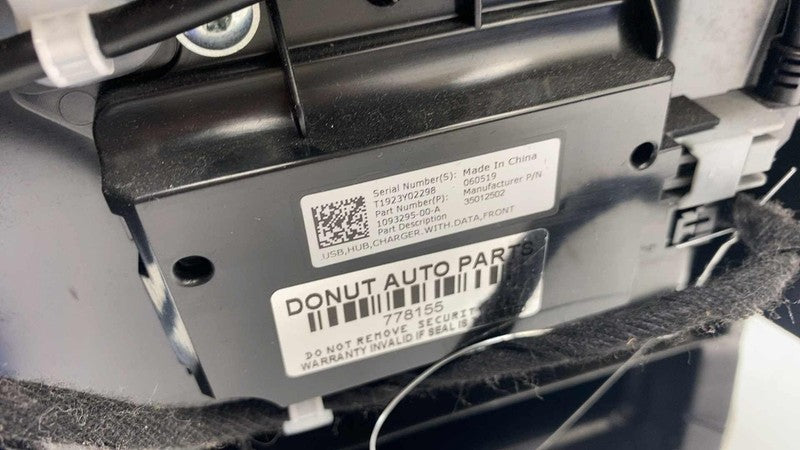 Serial Number(S): Made In China
T1923Y02298 060519
Part Number(P): Manufacturer P/N
1093295-00-A 35012502
Part Description
USB,HUB,CHARGER,WITH,DATA,FRONT
DONUT AUTO PARTS
778155
DO NOT REMOVE SECURIT
WARRANTY INVALID IF SEAL IS